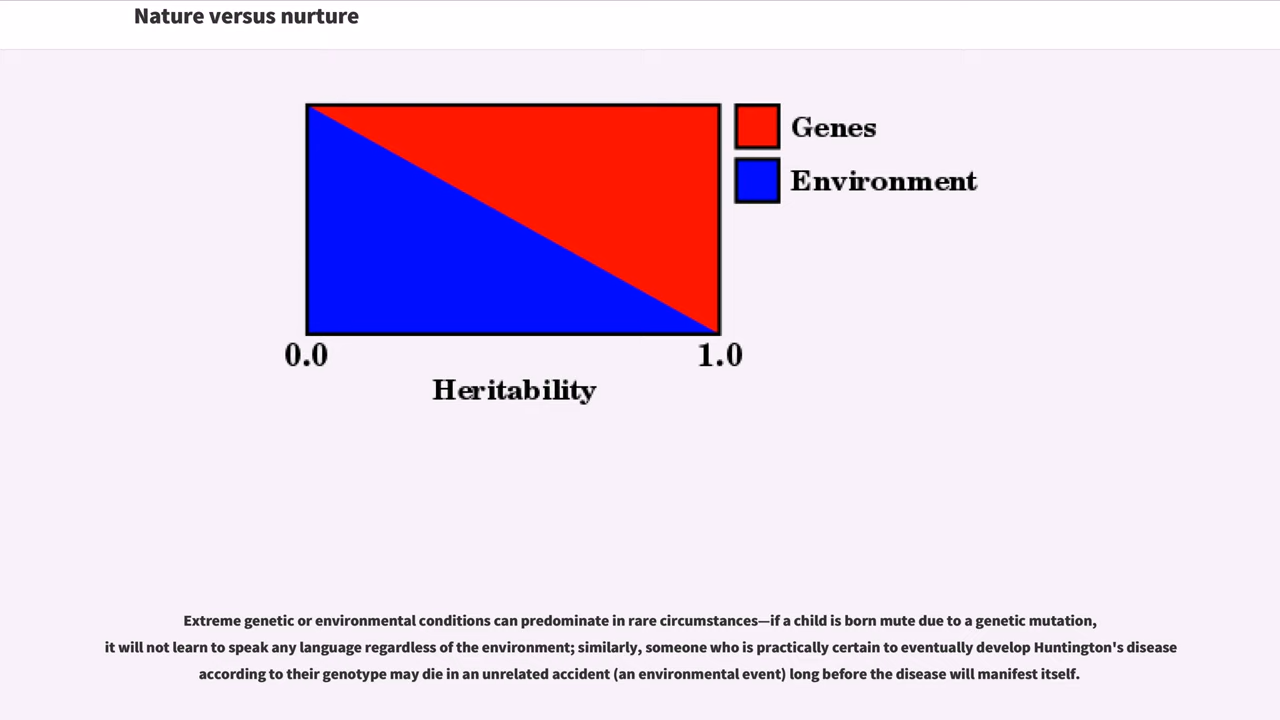 Nature versus nurture
Genes
Environment
0.0
1.0
Heritability
Extreme genetic or environmental conditions can predominate in rare circumstances—if a child is born mute due to a genetic mutation,
it will not learn to speak any language regardless of the environment; similarly, someone who is practically certain to eventually develop Huntington's disease
according to their genotype may die in an unrelated accident (an environmental event) long before the disease will manifest itself.